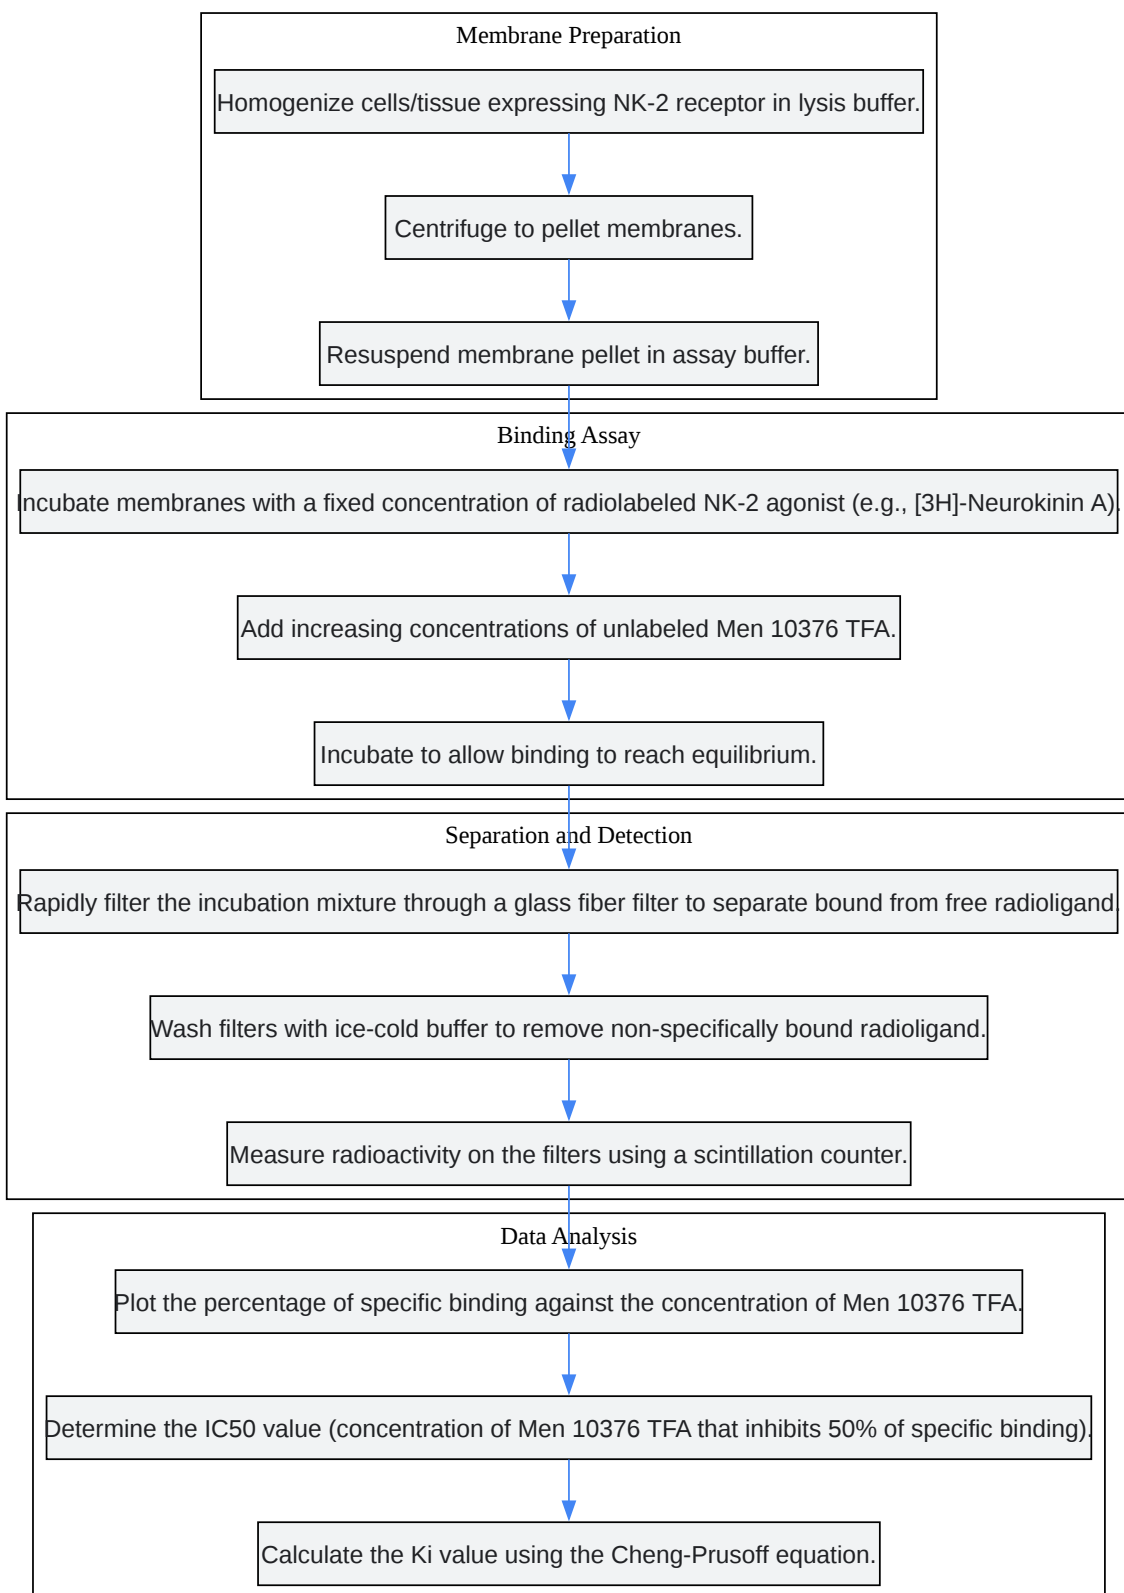 Membrane Preparation
Homogenize cells/tissue expressing NK-2 receptor in lysis buffer.
Centrifuge to pellet membranes.
Resuspend membrane pellet in assay buffer.
Binding Assay
Incubate membranes with a fixed concentration of radiolabeled NK-2 agonist (e.g., [3H]-Neurokinin A).
Add increasing concentrations of unlabeled Men 10376 TFA.
Incubate to allow binding to reach equilibrium.
Separation and Detection
Rapidly filter the incubation mixture through a glass fiber filter to separate bound from free radioligand.
Wash filters with ice-cold buffer to remove non-specifically bound radioligand.
Measure radioactivity on the filters using a scintillation counter.
Data Analysis
Plot the percentage of specific binding against the concentration of Men 10376 TFA.
Determine the IC50 value (concentration of Men 10376 TFA that inhibits 50% of specific binding).
Calculate the Ki value using the Cheng-Prusoff equation.